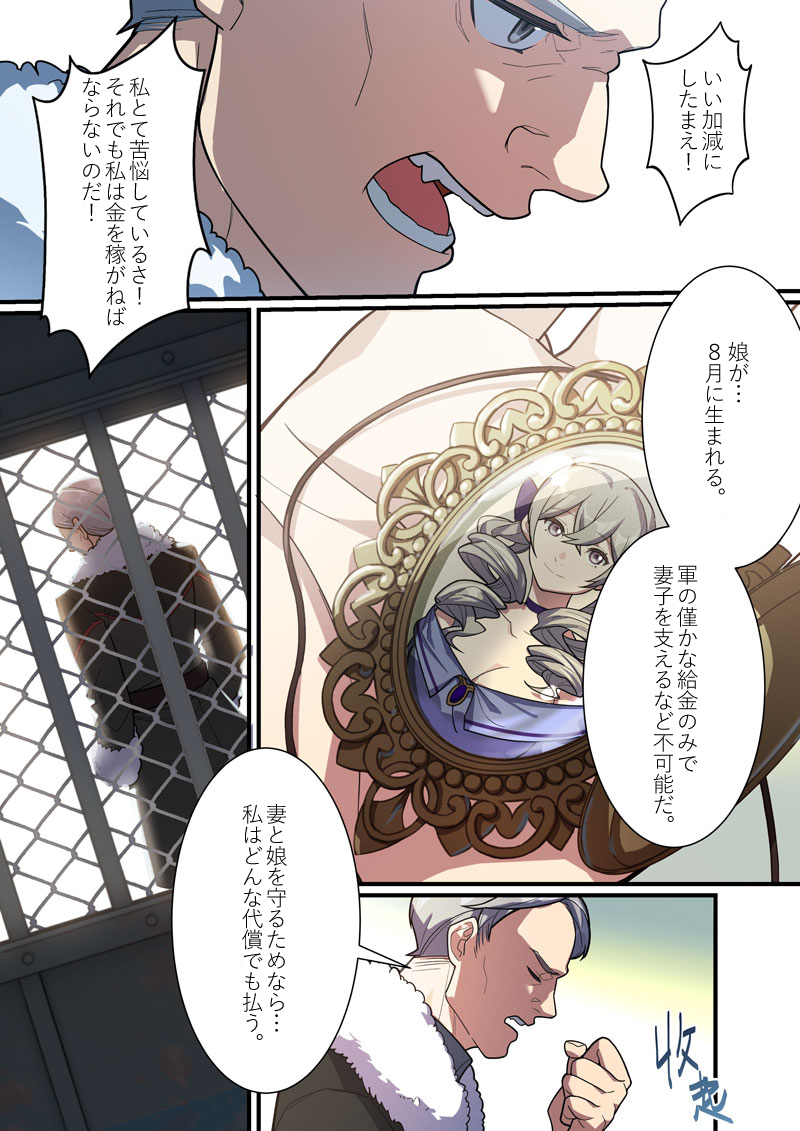 いい加減に
したまえ！
私とて苦悩しているさ！
それでも私は金を稼がねば
ならないのだ！
娘が…
８月に生まれる。
軍の僅かな給金のみで
妻子を支えるなど不可能だ。
妻と娘を守るためなら…
私はどんな代償でも払う。
收起